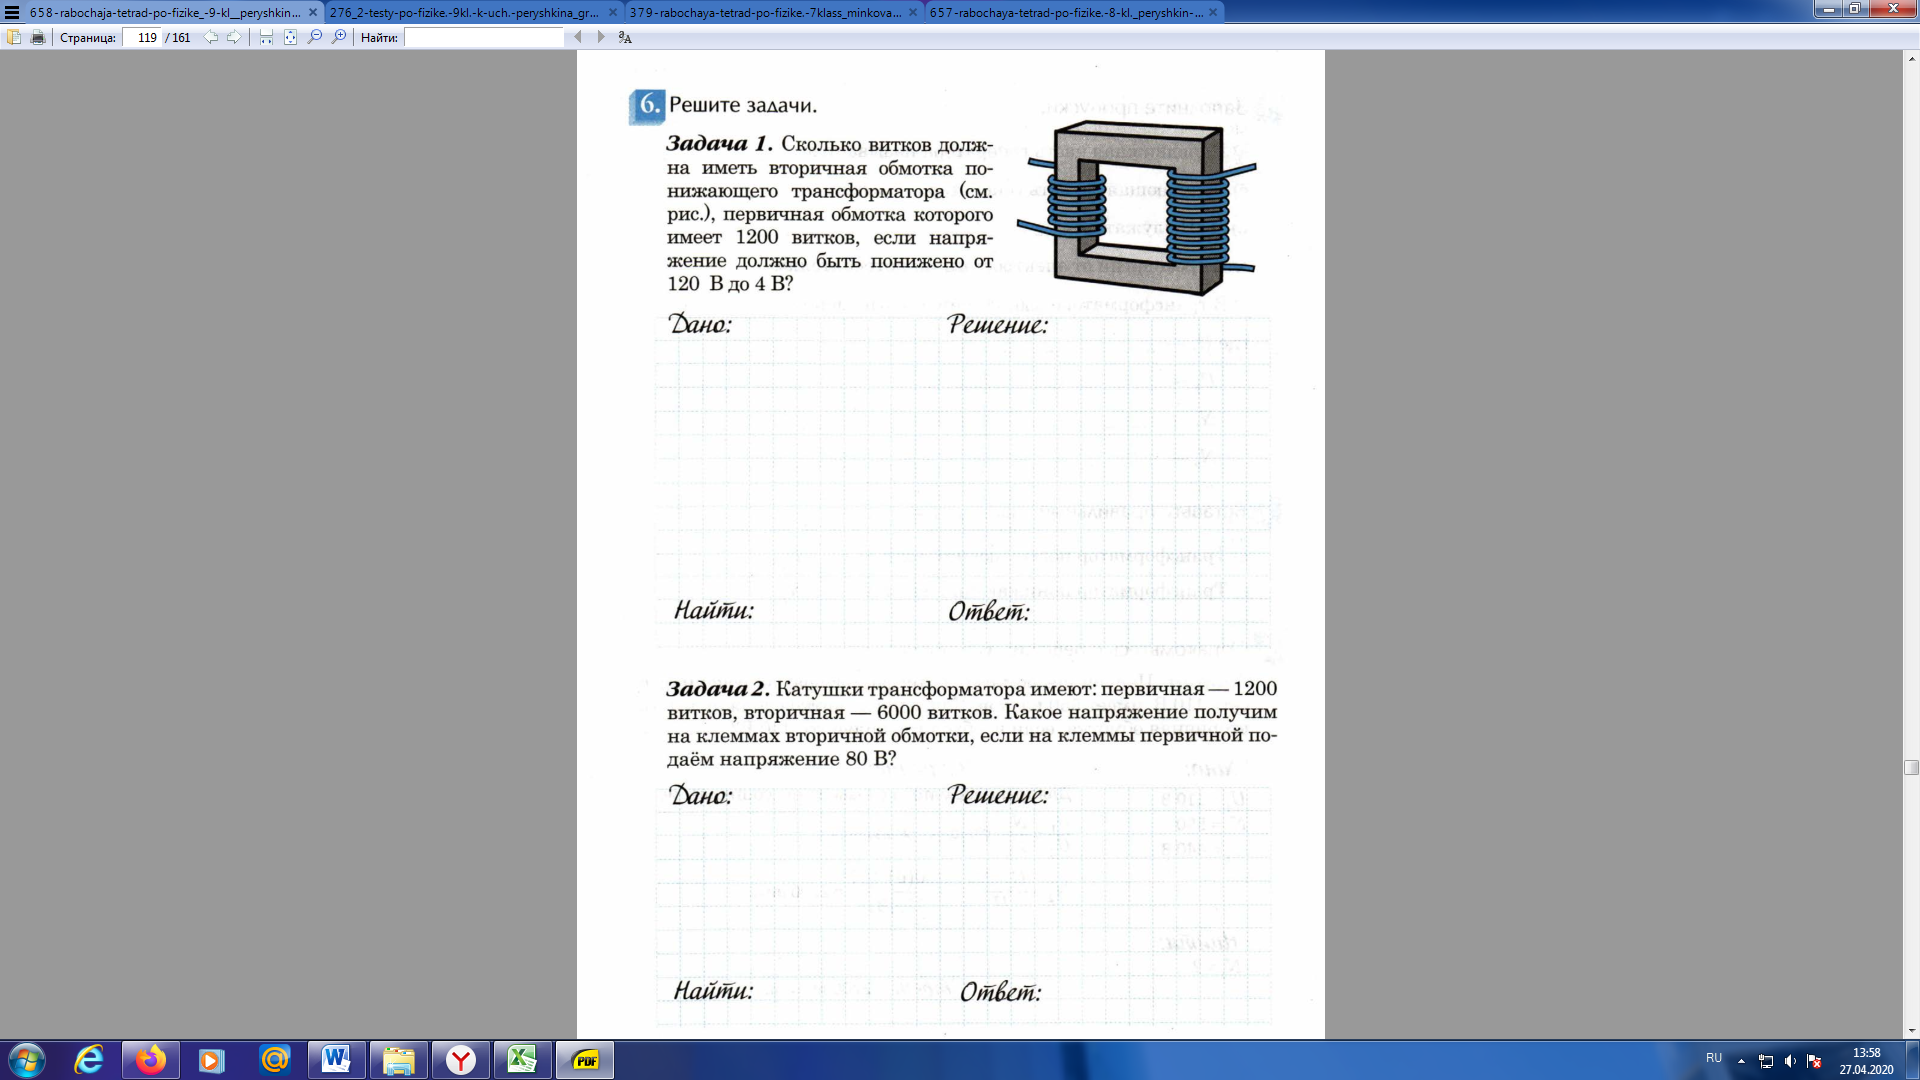 658-rabochaja-tetrad-po-fizike_-9-kl__peryshkin...
276_2-testy-po-fizike.-9kl.-k-uch.-peryshkina_gr...
379-rabochaya-tetrad-po-fizike.-7klass_minkova...
657-rabochaya-tetrad-po-fizike.-8-kl._peryshkin-...
Страница: 119 / 161 Найти:
6. Решите задачи.
Задача 1. Сколько витков долж-
на иметь вторичная обмотка по-
нижающего трансформатора (см.
рис.), первичная обмотка которого
имеет 1200 витков, если напря-
жение должно быть понижено от
120 В до 4 В?
Дано: Решение:
Найти: Ответ:
Задача 2. Катушки трансформатора имеют: первичная — 1200
витков, вторичная — 6000 витков. Какое напряжение получим
на клеммах вторичной обмотки, если на клеммы первичной по-
даём напряжение 80 В?
Дано: Решение:
Найти: Ответ:
PDF
RU
13:58
27.04.2020